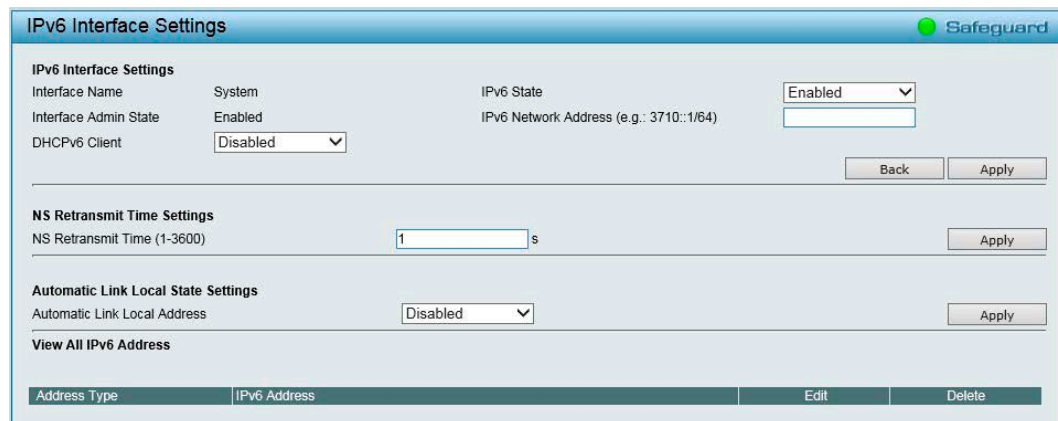 IPv6 Interface Settings
Safeguard
IPv6 Interface Settings
Interface Name System IPv6 State Enabled
Interface Admin State Enabled IPv6 Network Address (e.g.: 3710::1/64)
DHCPv6 Client Disabled
Back Apply
NS Retransmit Time Settings
NS Retransmit Time (1-3600) 1 s Apply
Automatic Link Local State Settings
Automatic Link Local Address Disabled Apply
View All IPv6 Address
Address Type IPv6 Address Edit Delete